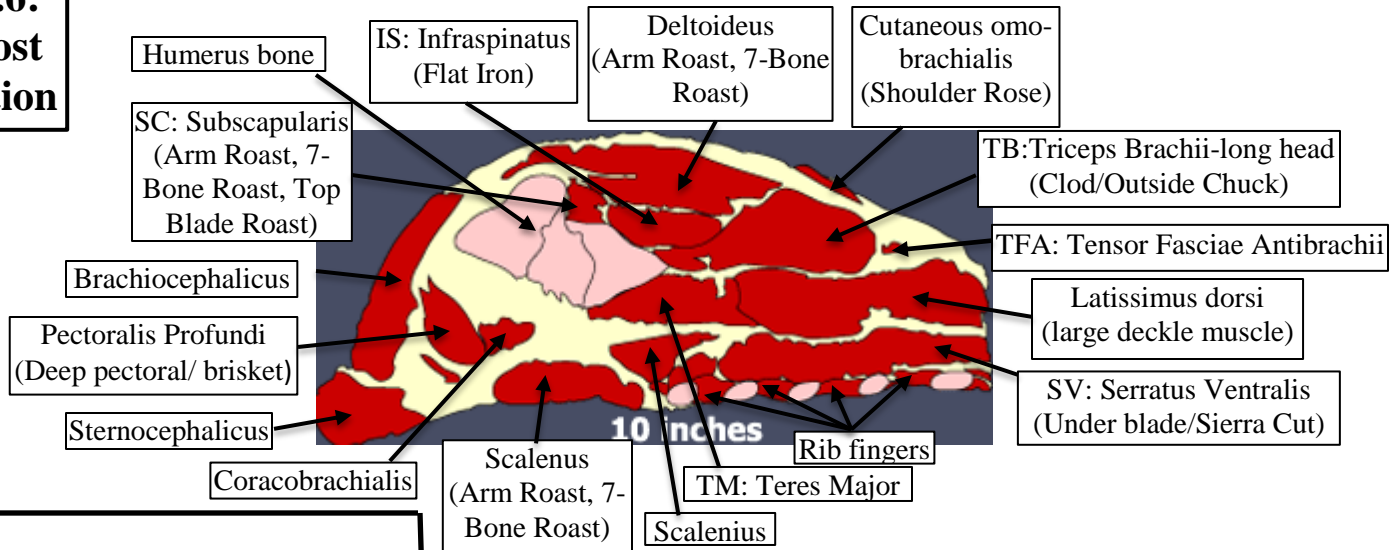 Humerus bone
IS: Infraspinatus
(Flat Iron)
Deltoideus
(Arm Roast, 7-Bone
Roast)
Cutaneous omo-
brachialis
(Shoulder Rose)
SC: Subscapularis
(Arm Roast, 7-
Bone Roast, Top
Blade Roast)
TB:Triceps Brachii-long head
(Clod/Outside Chuck)
TFA: Tensor Fasciae Antibrachii
Brachiocephalicus
Latissimus dorsi
(large deckle muscle)
Pectoralis Profundi
(Deep pectoral/ brisket)
SV: Serratus Ventralis
(Under blade/Sierra Cut)
Sternocephalicus
10 inches
Rib fingers
Coracobrachialis
Scalenus
(Arm Roast, 7-
Bone Roast)
TM: Teres Major
Scalenius